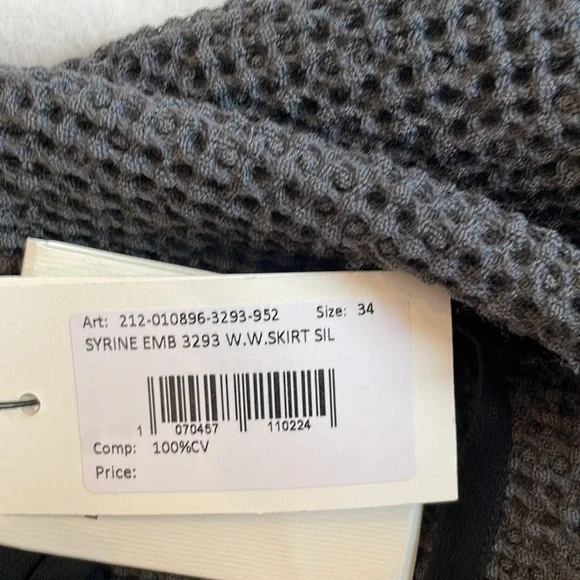 Art: 212-010896-3293-952 Size: 34
SYRINE EMB 3293 W.W.SKIRT SIL
1 070457 110224
Comp: 100%CV
Price: